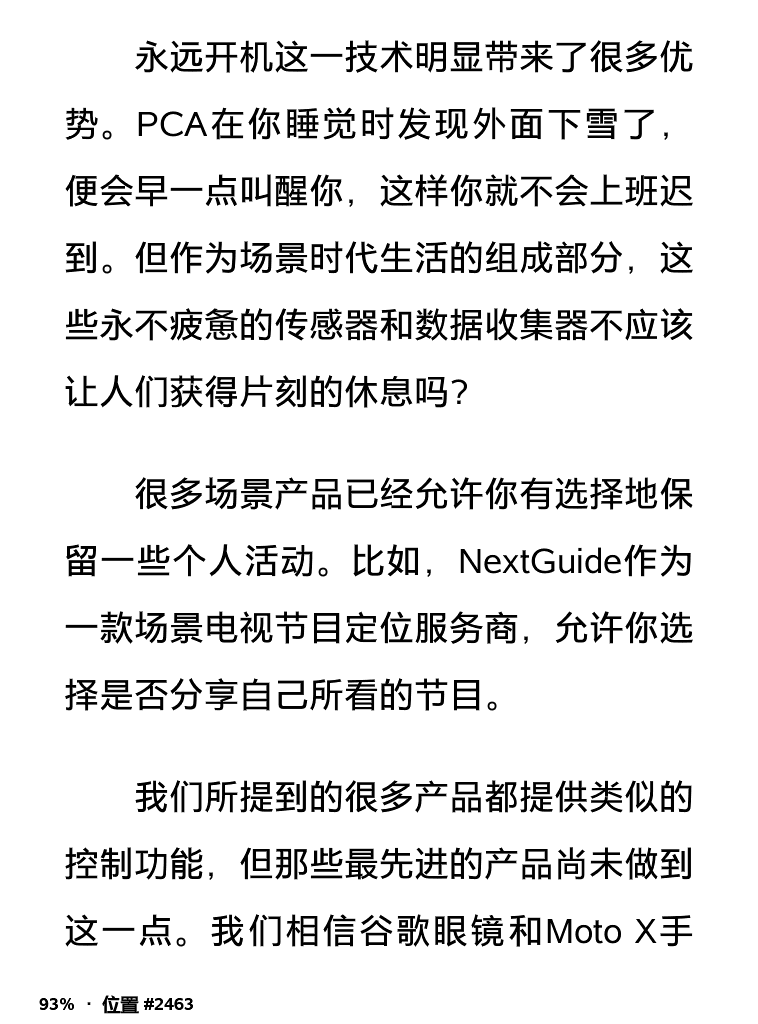 永远开机这一技术明显带来了很多优
势。PCA在你睡觉时发现外面下雪了，
便会早一点叫醒你，这样你就不会上班迟
到。但作为场景时代生活的组成部分，这
些永不疲惫的传感器和数据收集器不应该
让人们获得片刻的休息吗？
很多场景产品已经允许你有选择地保
留一些个人活动。比如，NextGuide作为
一款场景电视节目定位服务商，允许你选
择是否分享自己所看的节目。
我们所提到的很多产品都提供类似的
控制功能，但那些最先进的产品尚未做到
这一点。我们相信谷歌眼镜和Moto X手
93% · 位置 #2463